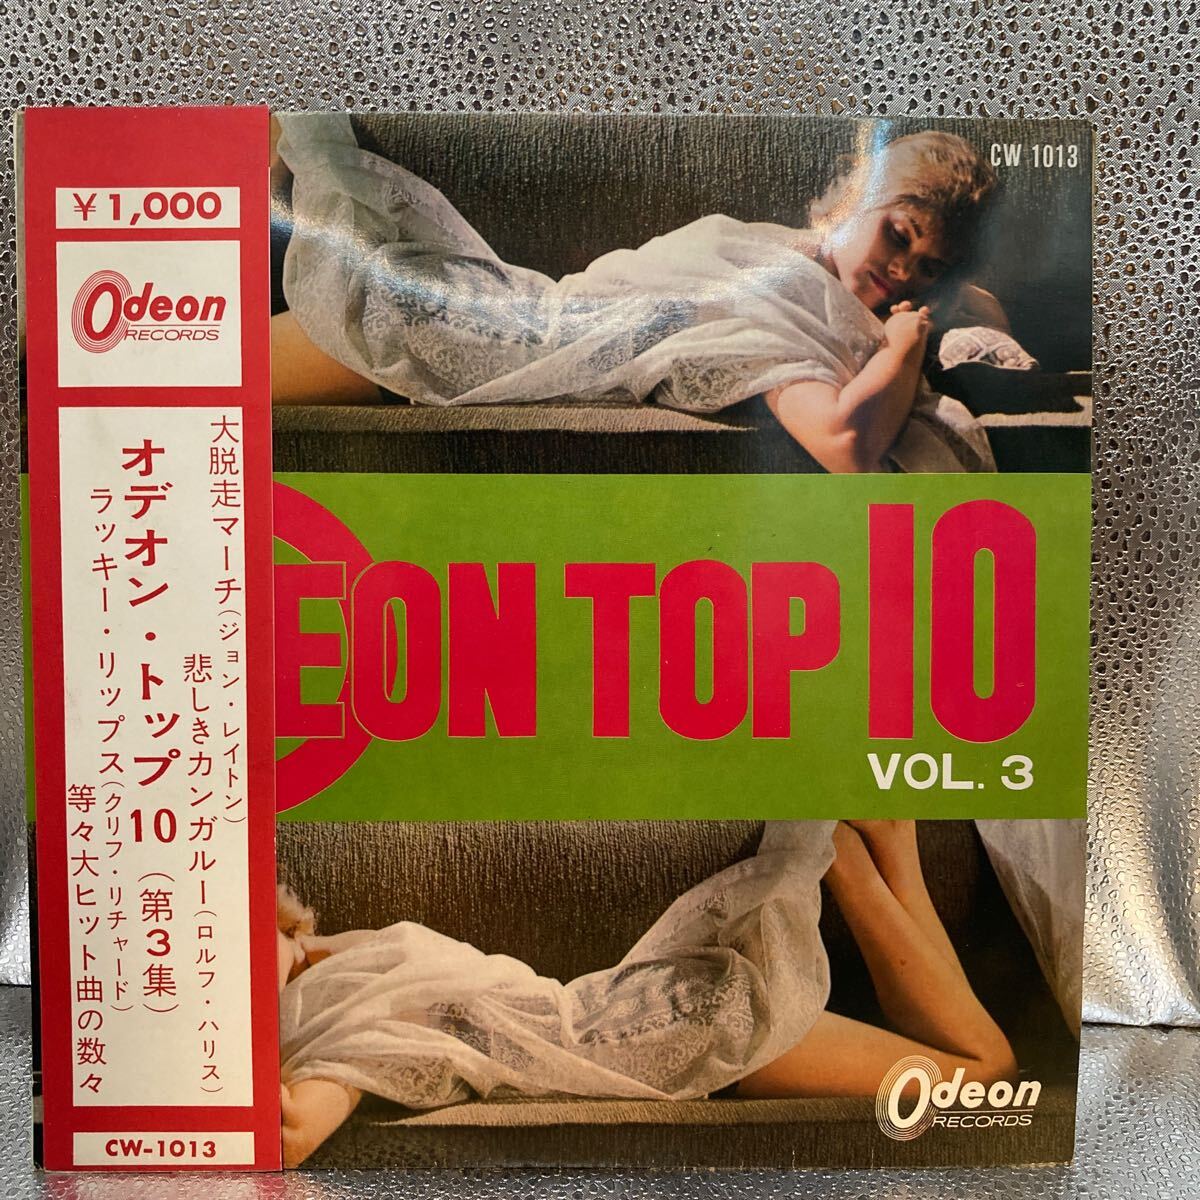 ¥1,000
Odeon
RECORDS
大脱走マーチ(ジョン・レイトン)
悲しきカンガルー(ロルフ・ハリス)
オデオン・トップ10(第3集)
ラッキー・リップス(クリフ・リチャード)
等々大ヒット曲の数々
CW-1013
CW 1013
EON TOP 10
VOL. 3
Odeon
RECORDS